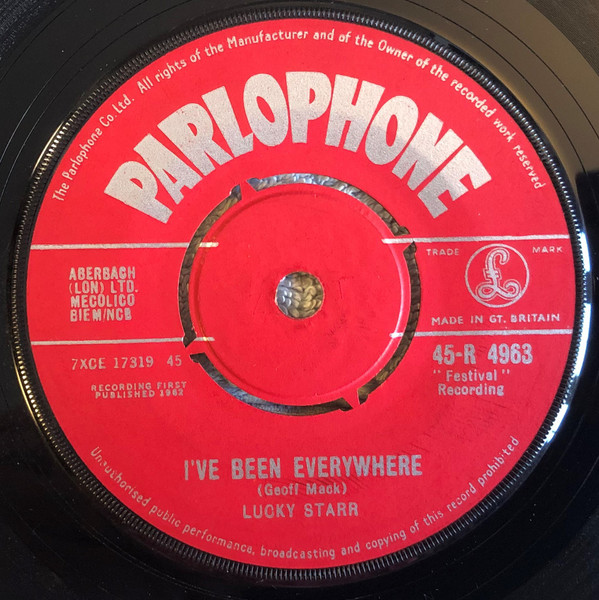 The Parlophone Co. Ltd. All rights of the Manufacturer and of the Owner of the recorded work reserved
PARLOPHONE
ABERBACH
(LON) LTD.
MECOLICO
BIEM/NCB
TRADE MARK
£
MADE IN GT. BRITAIN
7XCE 17319 45
RECORDING FIRST
PUBLISHED 1962
45-R 4963
"Festival"
Recording
I'VE BEEN EVERYWHERE
(Geoff Mack)
LUCKY STARR
Unauthorised public performance, broadcasting and copying of this record prohibited